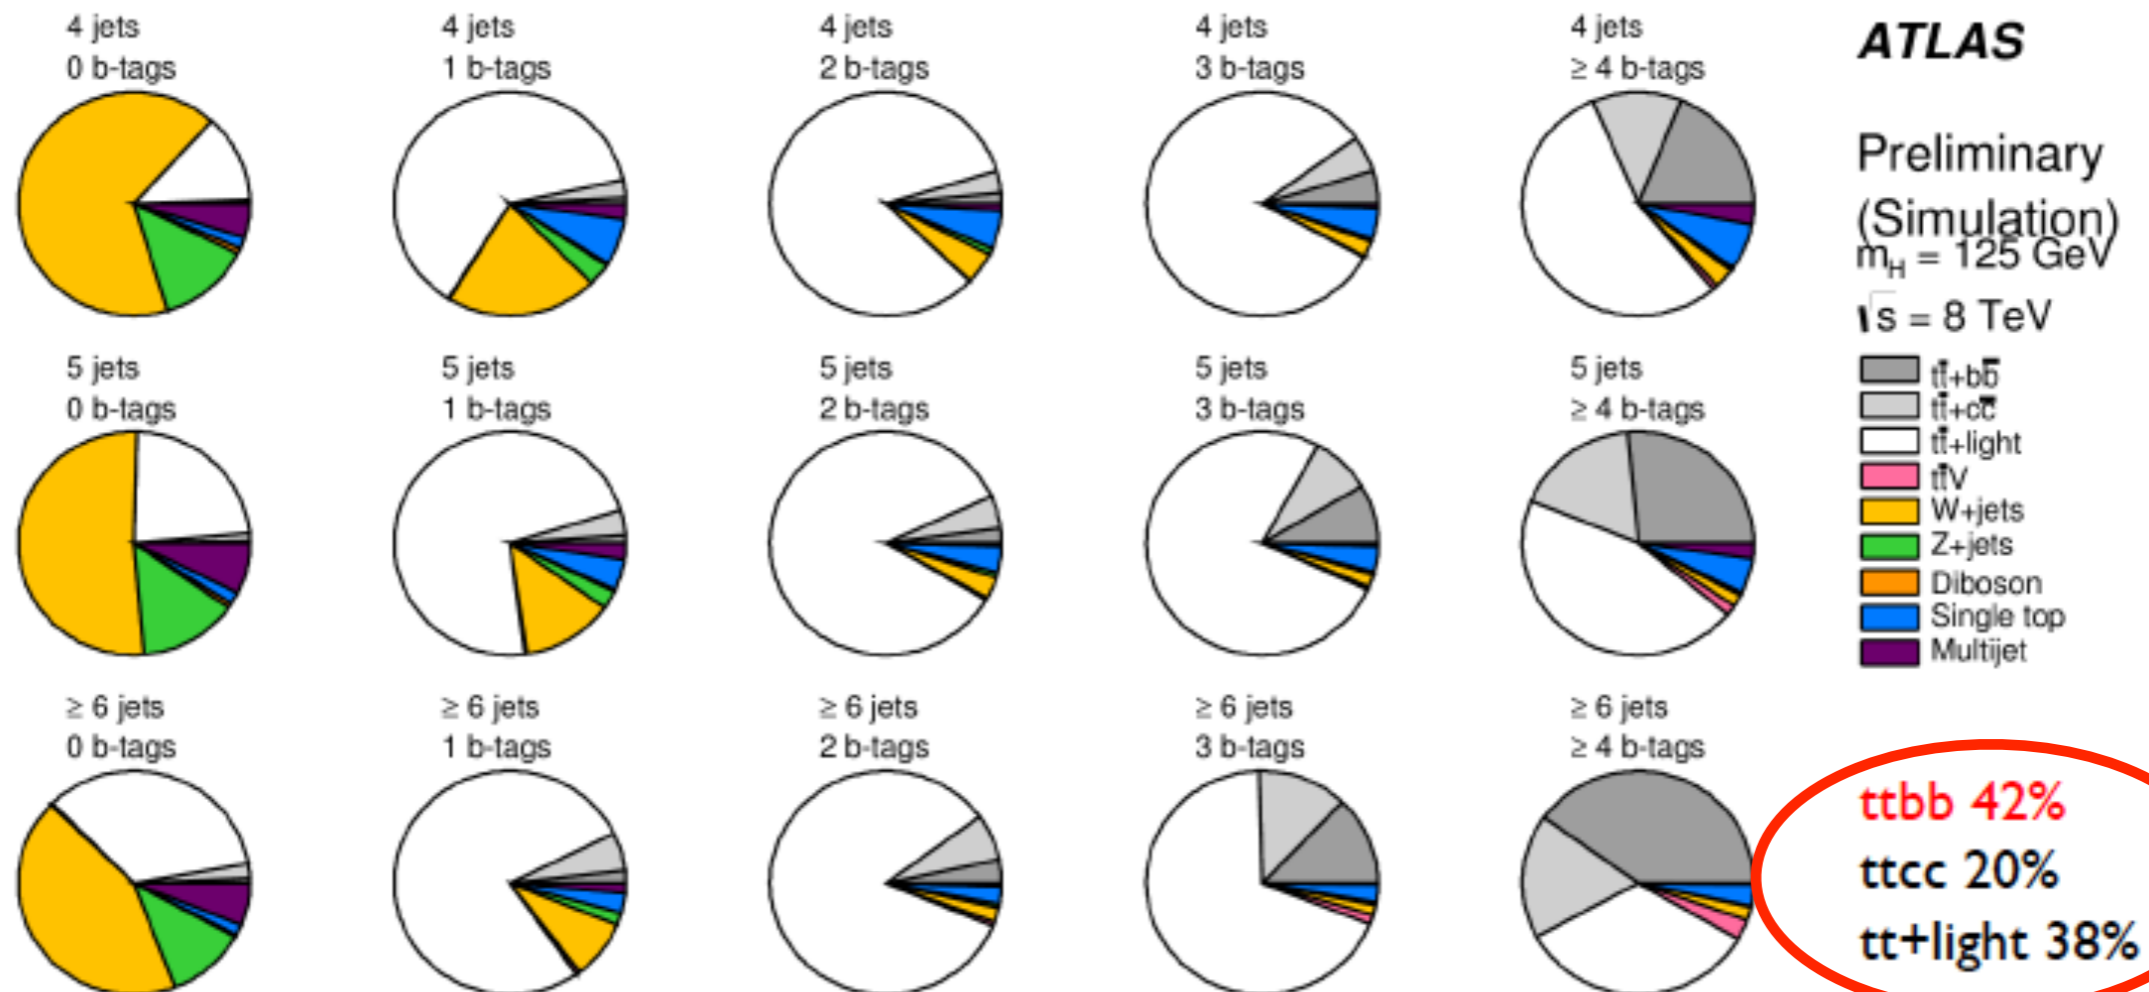 4 jets
0 b-tags
4 jets
1 b-tags
4 jets
2 b-tags
4 jets
3 b-tags
4 jets
≥ 4 b-tags
ATLAS
Preliminary
(Simulation)
m_H = 125 GeV
√s = 8 TeV
5 jets
0 b-tags
5 jets
1 b-tags
5 jets
2 b-tags
5 jets
3 b-tags
5 jets
≥ 4 b-tags
tt̄+bb̄
tt̄+cc̄
tt̄+light
tt̄V
W+jets
Z+jets
Diboson
Single top
Multijet
≥ 6 jets
0 b-tags
≥ 6 jets
1 b-tags
≥ 6 jets
2 b-tags
≥ 6 jets
3 b-tags
≥ 6 jets
≥ 4 b-tags
ttbb 42%
ttcc 20%
tt+light 38%